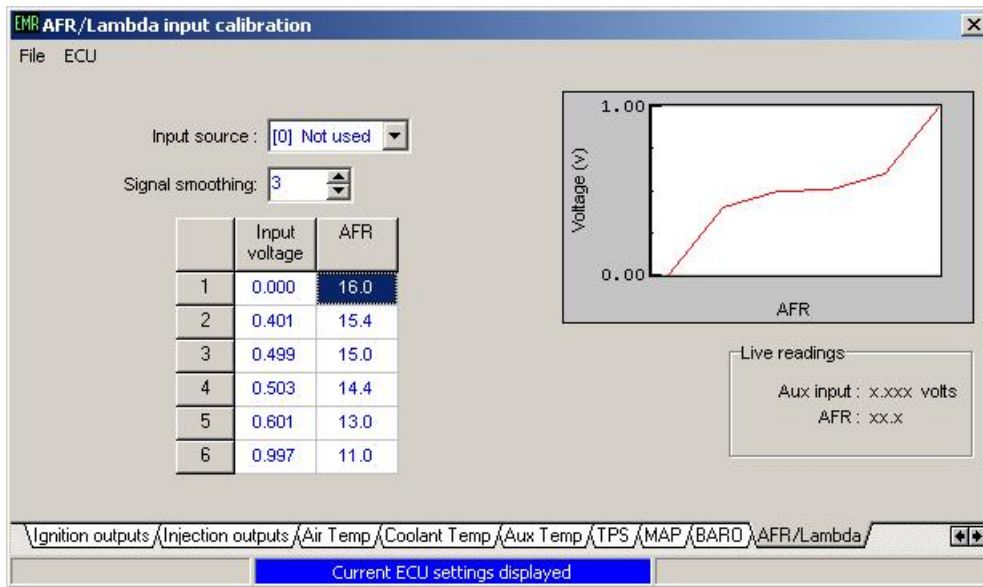 EMR AFR/Lambda input calibration
File ECU
Input source : [0] Not used
Signal smoothing: 3
Input voltage AFR
1 0.000 16.0
2 0.401 15.4
3 0.499 15.0
4 0.503 14.4
5 0.601 13.0
6 0.997 11.0
1.00
Voltage (v)
0.00
AFR
Live readings
Aux input : x.xxx volts
AFR : xx.x
Ignition outputs Injection outputs Air Temp Coolant Temp Aux Temp TPS MAP BARO AFR/Lambda
Current ECU settings displayed